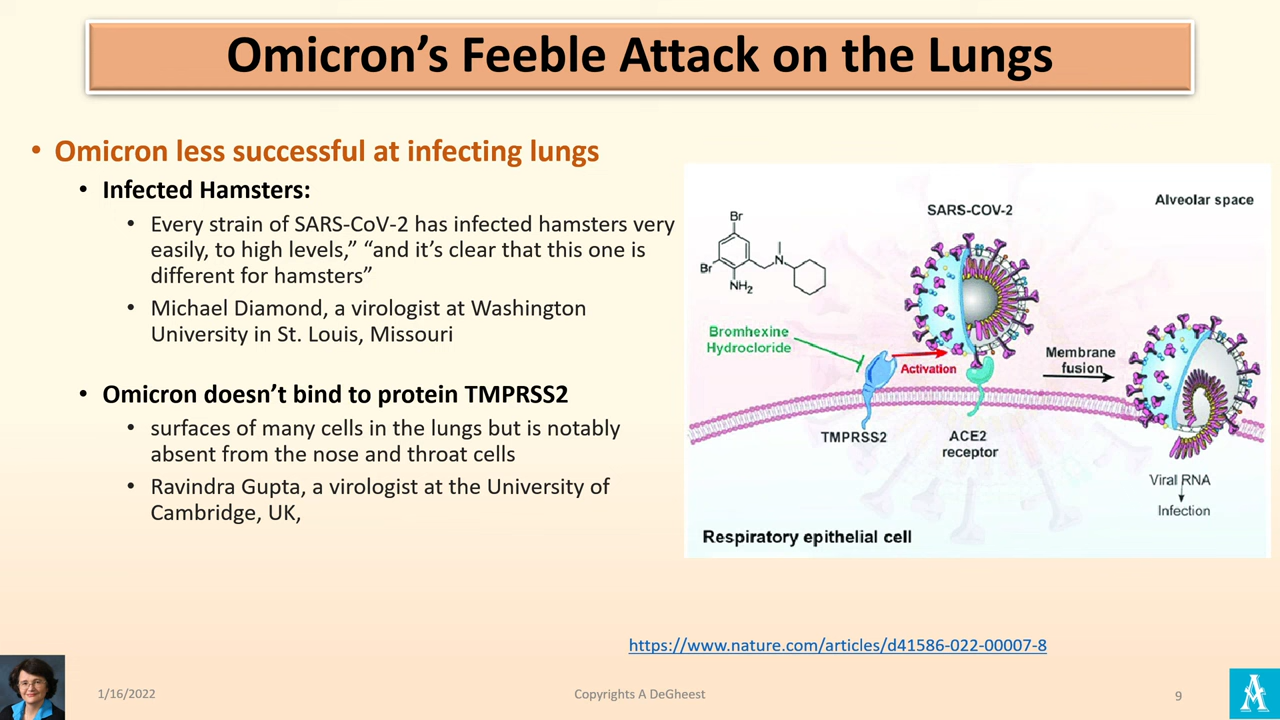 Omicron’s Feeble Attack on the Lungs
• Omicron less successful at infecting lungs
• Infected Hamsters:
• Every strain of SARS-CoV-2 has infected hamsters very
easily, to high levels,” “and it’s clear that this one is
different for hamsters”
• Michael Diamond, a virologist at Washington
University in St. Louis, Missouri
• Omicron doesn’t bind to protein TMPRSS2
• surfaces of many cells in the lungs but is notably
absent from the nose and throat cells
• Ravindra Gupta, a virologist at the University of
Cambridge, UK,
Br
Br
N
NH2
Bromhexine
Hydrocloride
SARS-COV-2
Alveolar space
Activation
Membrane
fusion
TMPRSS2
ACE2
receptor
Viral RNA
Infection
Respiratory epithelial cell
https://www.nature.com/articles/d41586-022-00007-8
1/16/2022
Copyrights A DeGheest
9
A